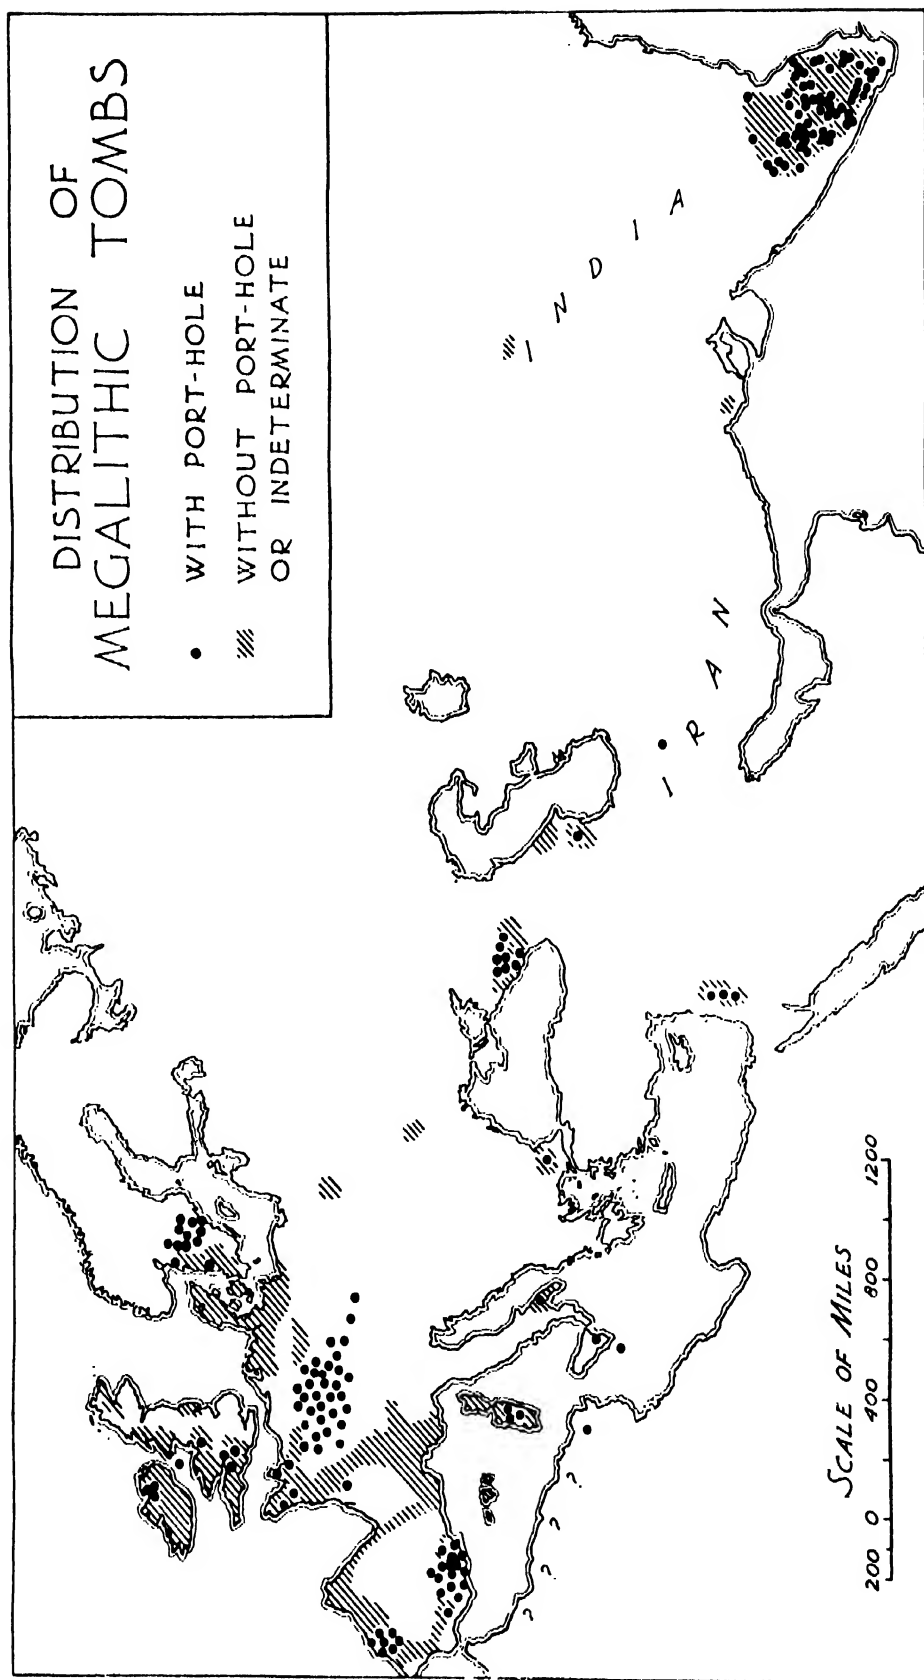 DISTRIBUTION OF
MEGALITHIC TOMBS
WITH PORT-HOLE
WITHOUT PORT-HOLE
OR INDETERMINATE
INDIA
IRAN
? ? ? ?
SCALE OF MILES
200 0 400 800 1200